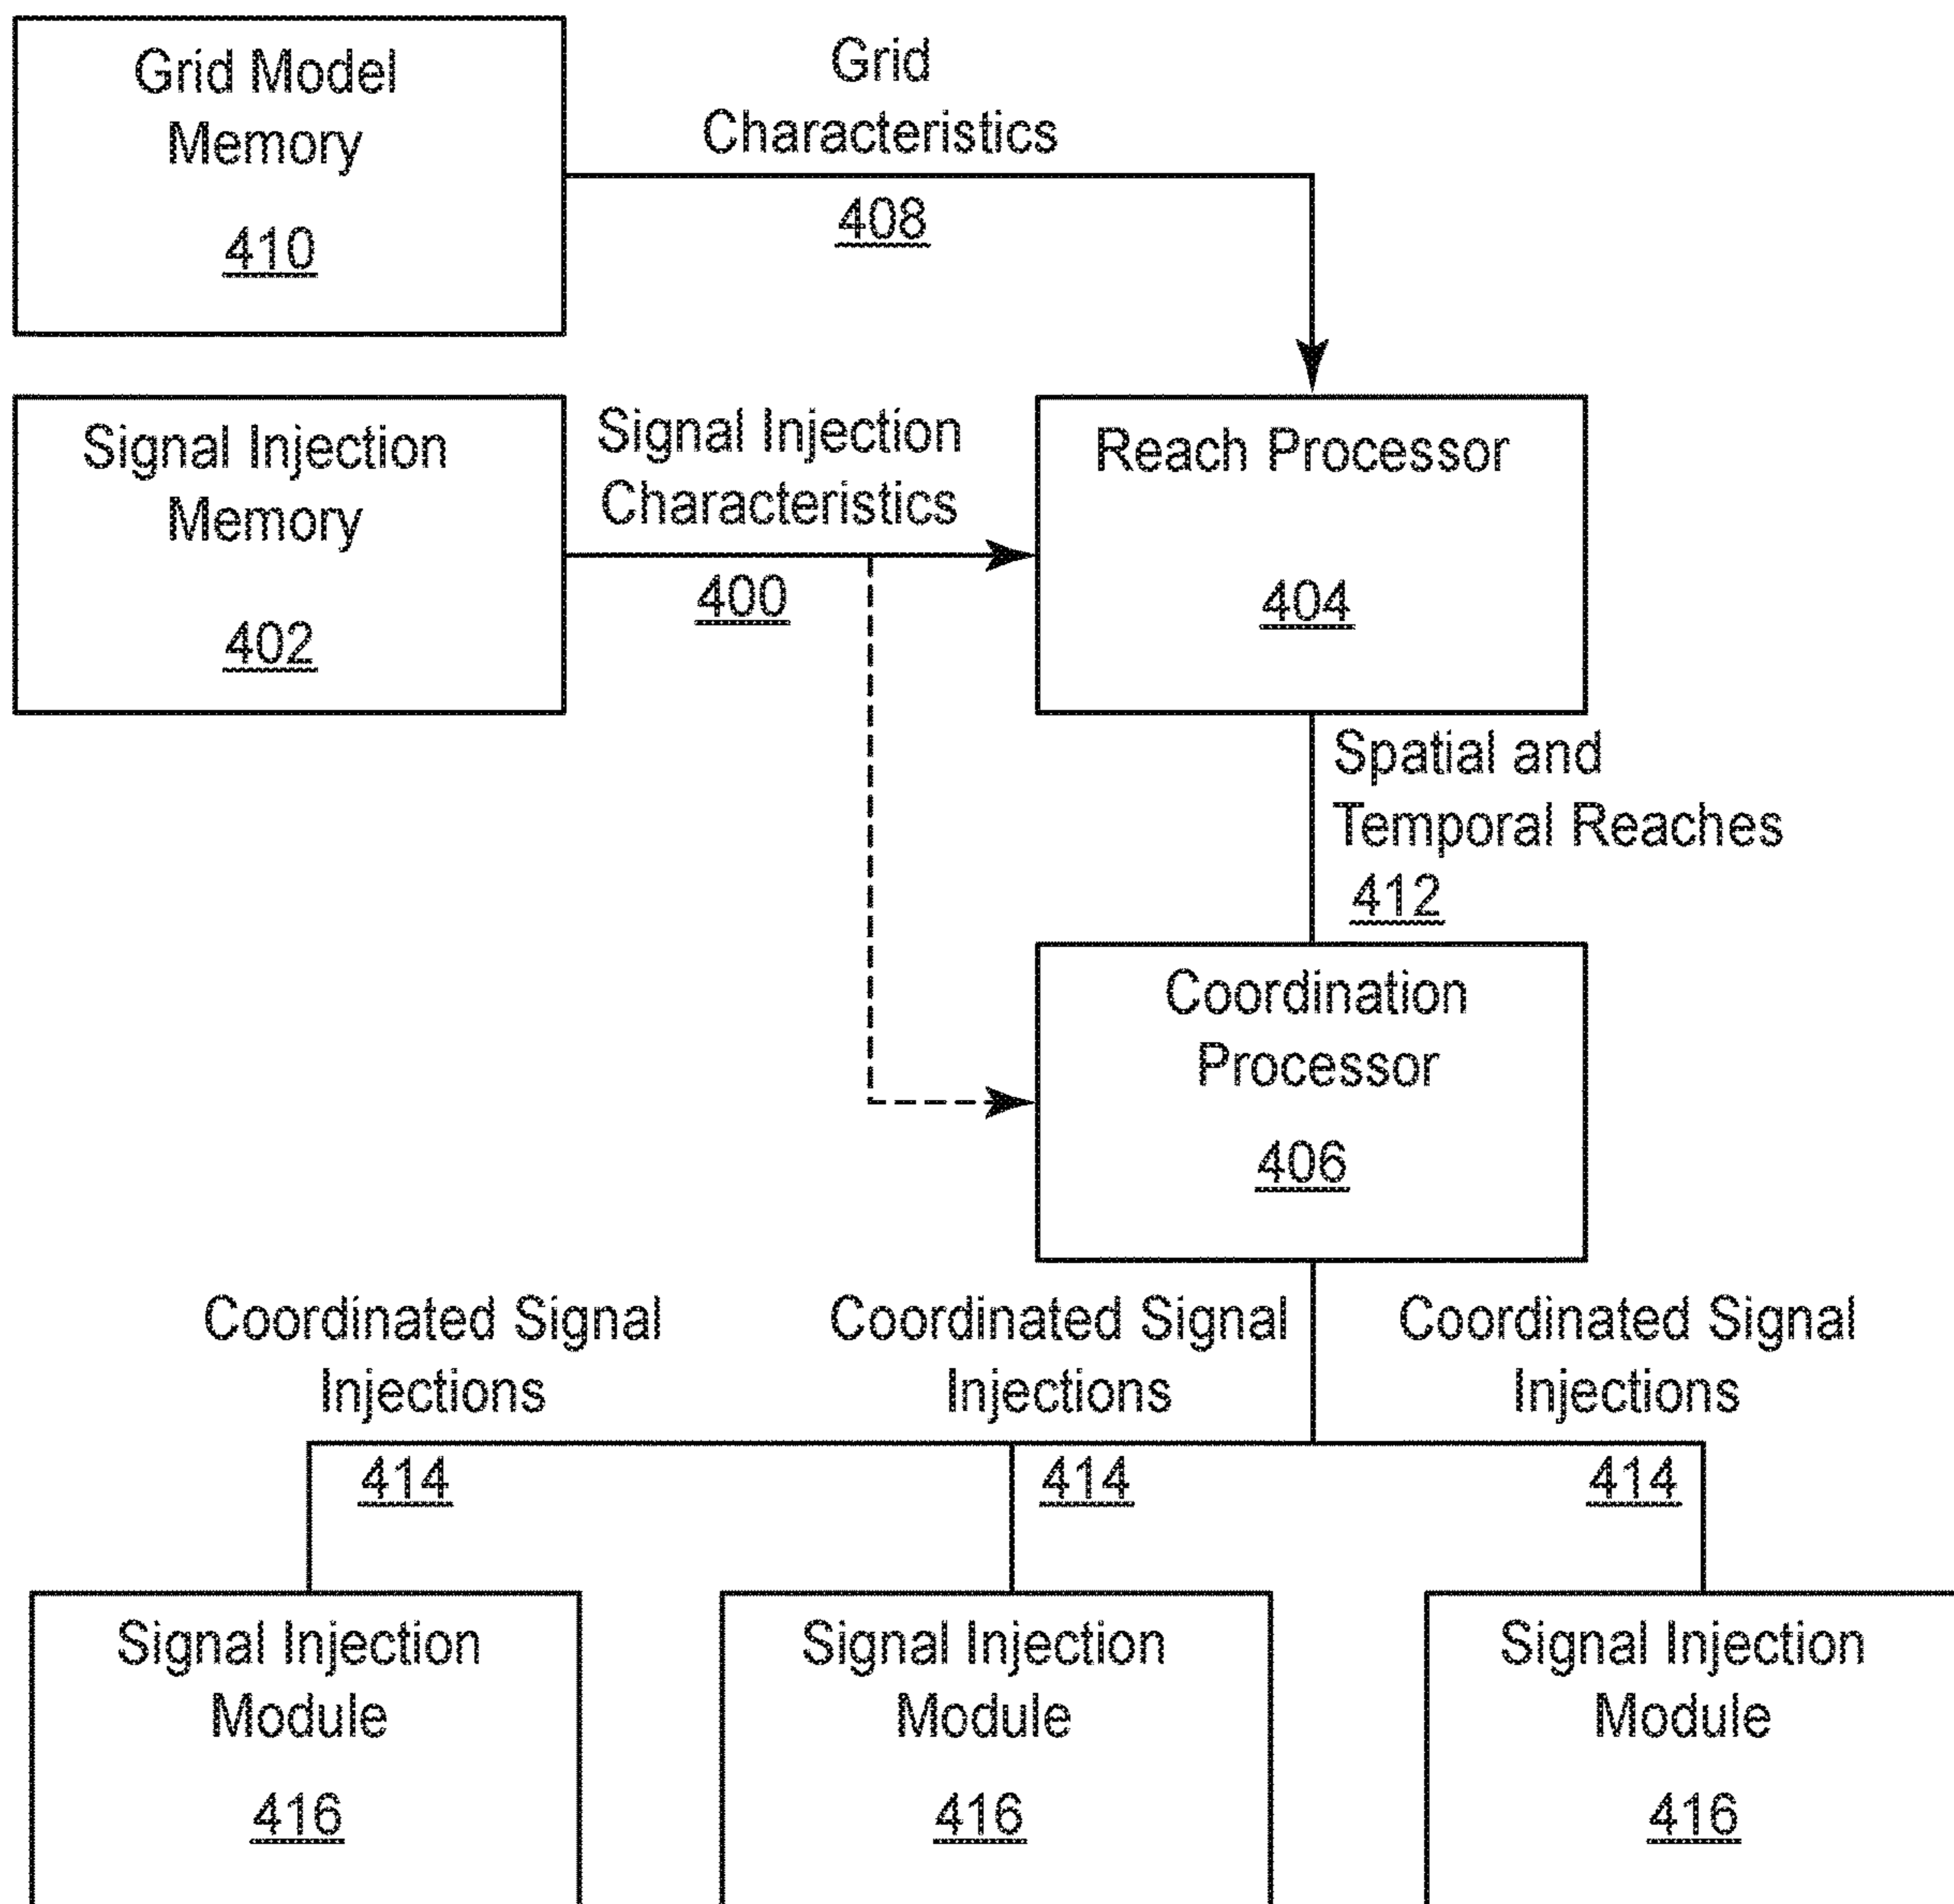 Grid Model
Memory
410
Grid
Characteristics
408
Signal Injection
Memory
402
Signal Injection
Characteristics
400
Reach Processor
404
Spatial and
Temporal Reaches
412
Coordination
Processor
406
Coordinated Signal
Injections
414
Coordinated Signal
Injections
414
Coordinated Signal
Injections
414
Signal Injection
Module
416
Signal Injection
Module
416
Signal Injection
Module
416